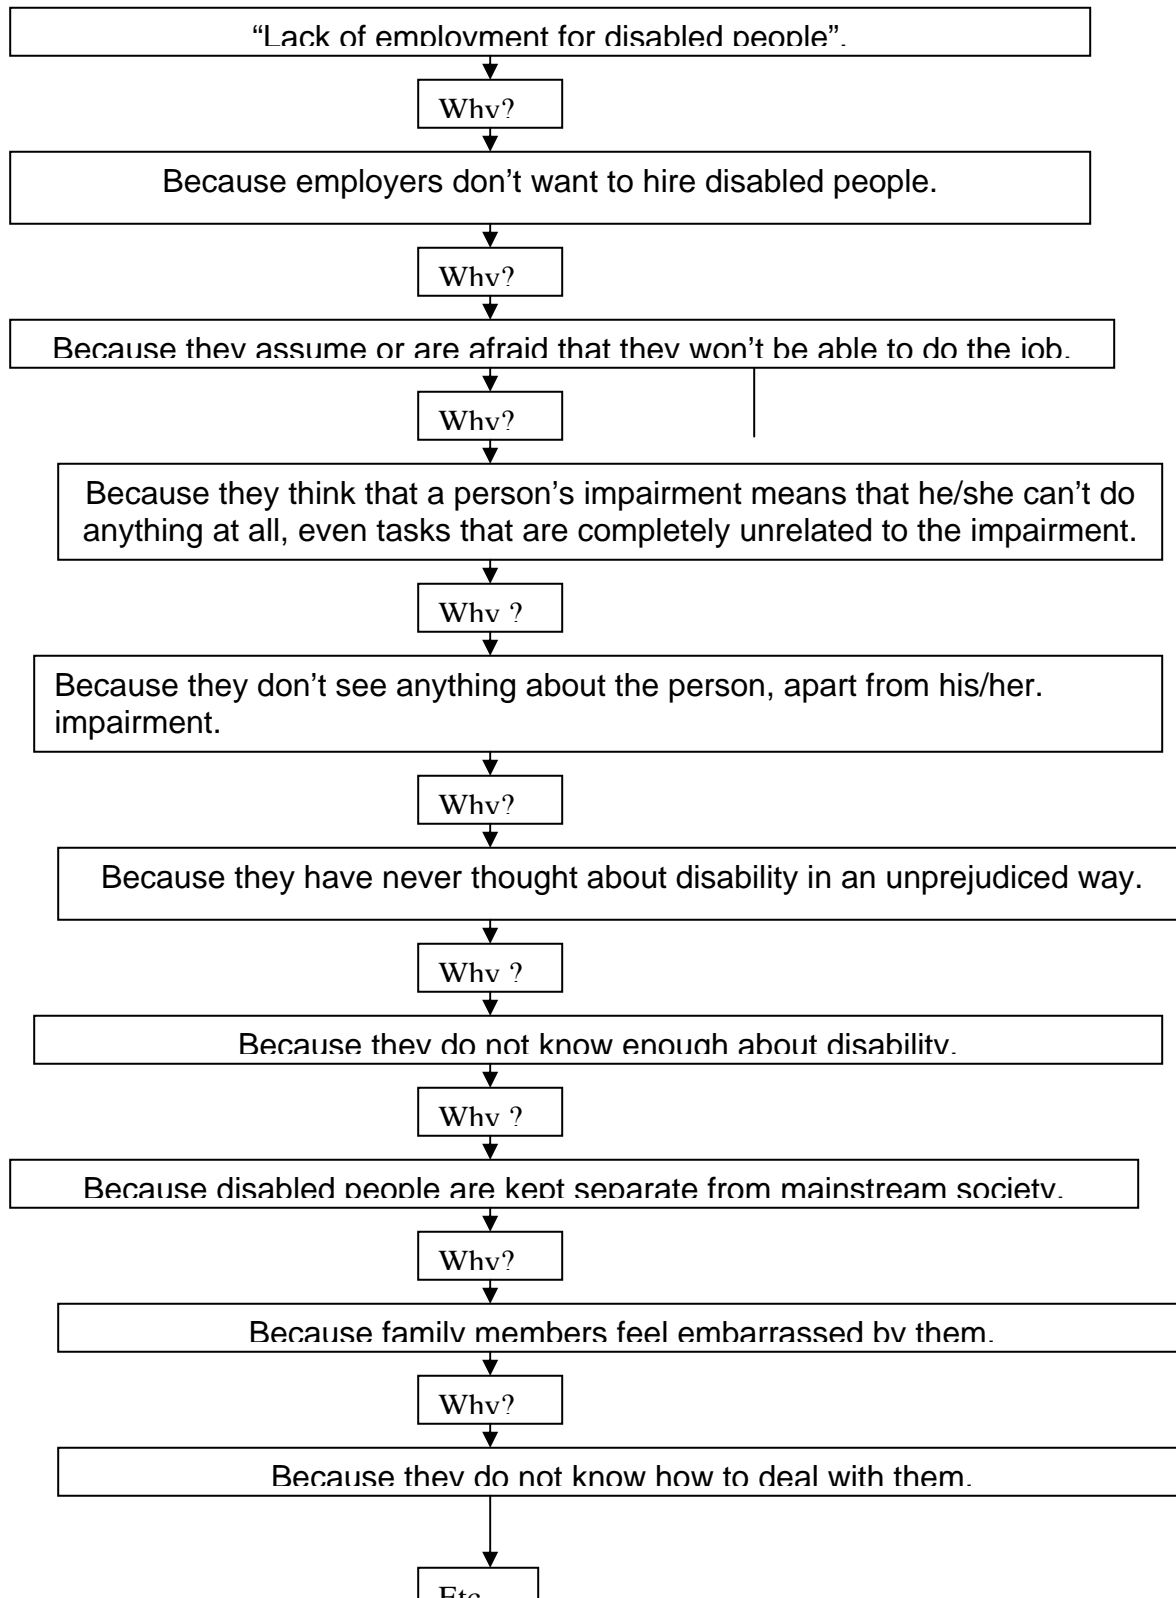 “Lack of employment for disabled people”.
Why?
Because employers don’t want to hire disabled people.
Why?
Because they assume or are afraid that they won’t be able to do the job.
Why?
Because they think that a person’s impairment means that he/she can’t do
anything at all, even tasks that are completely unrelated to the impairment.
Why ?
Because they don’t see anything about the person, apart from his/her.
impairment.
Why?
Because they have never thought about disability in an unprejudiced way.
Why ?
Because they do not know enough about disability.
Why ?
Because disabled people are kept separate from mainstream society.
Why?
Because family members feel embarrassed by them.
Why?
Because they do not know how to deal with them.
Etc